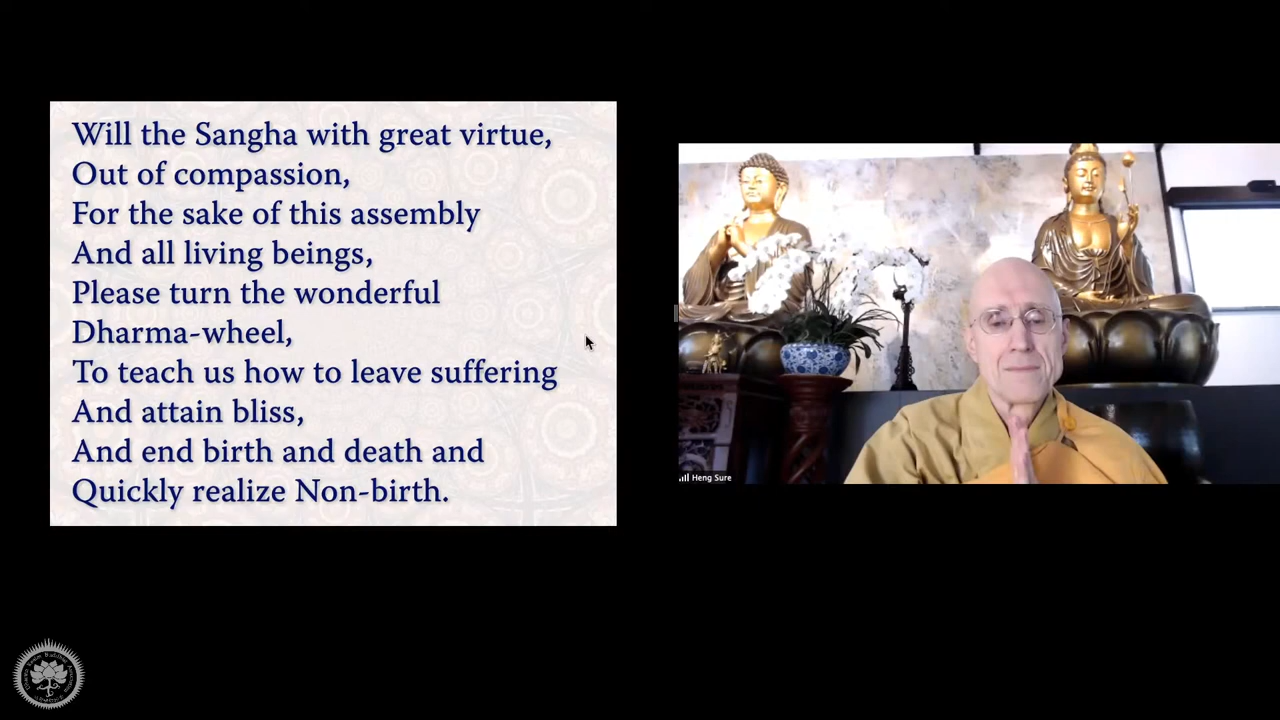 Will the Sangha with great virtue,
Out of compassion,
For the sake of this assembly
And all living beings,
Please turn the wonderful
Dharma-wheel,
To teach us how to leave suffering
And attain bliss,
And end birth and death and
Quickly realize Non-birth.
Heng Sure